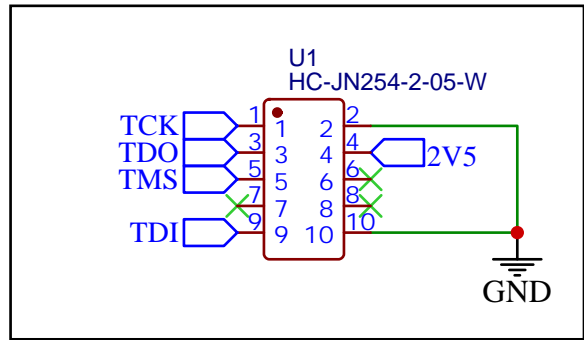 U1
HC-JN254-2-05-W
TCK 1 1 2 2
TDO 3 3 4 4 2V5
TMS 5 5 6 6
7 7 8 8
TDI 9 9 10 10
GND